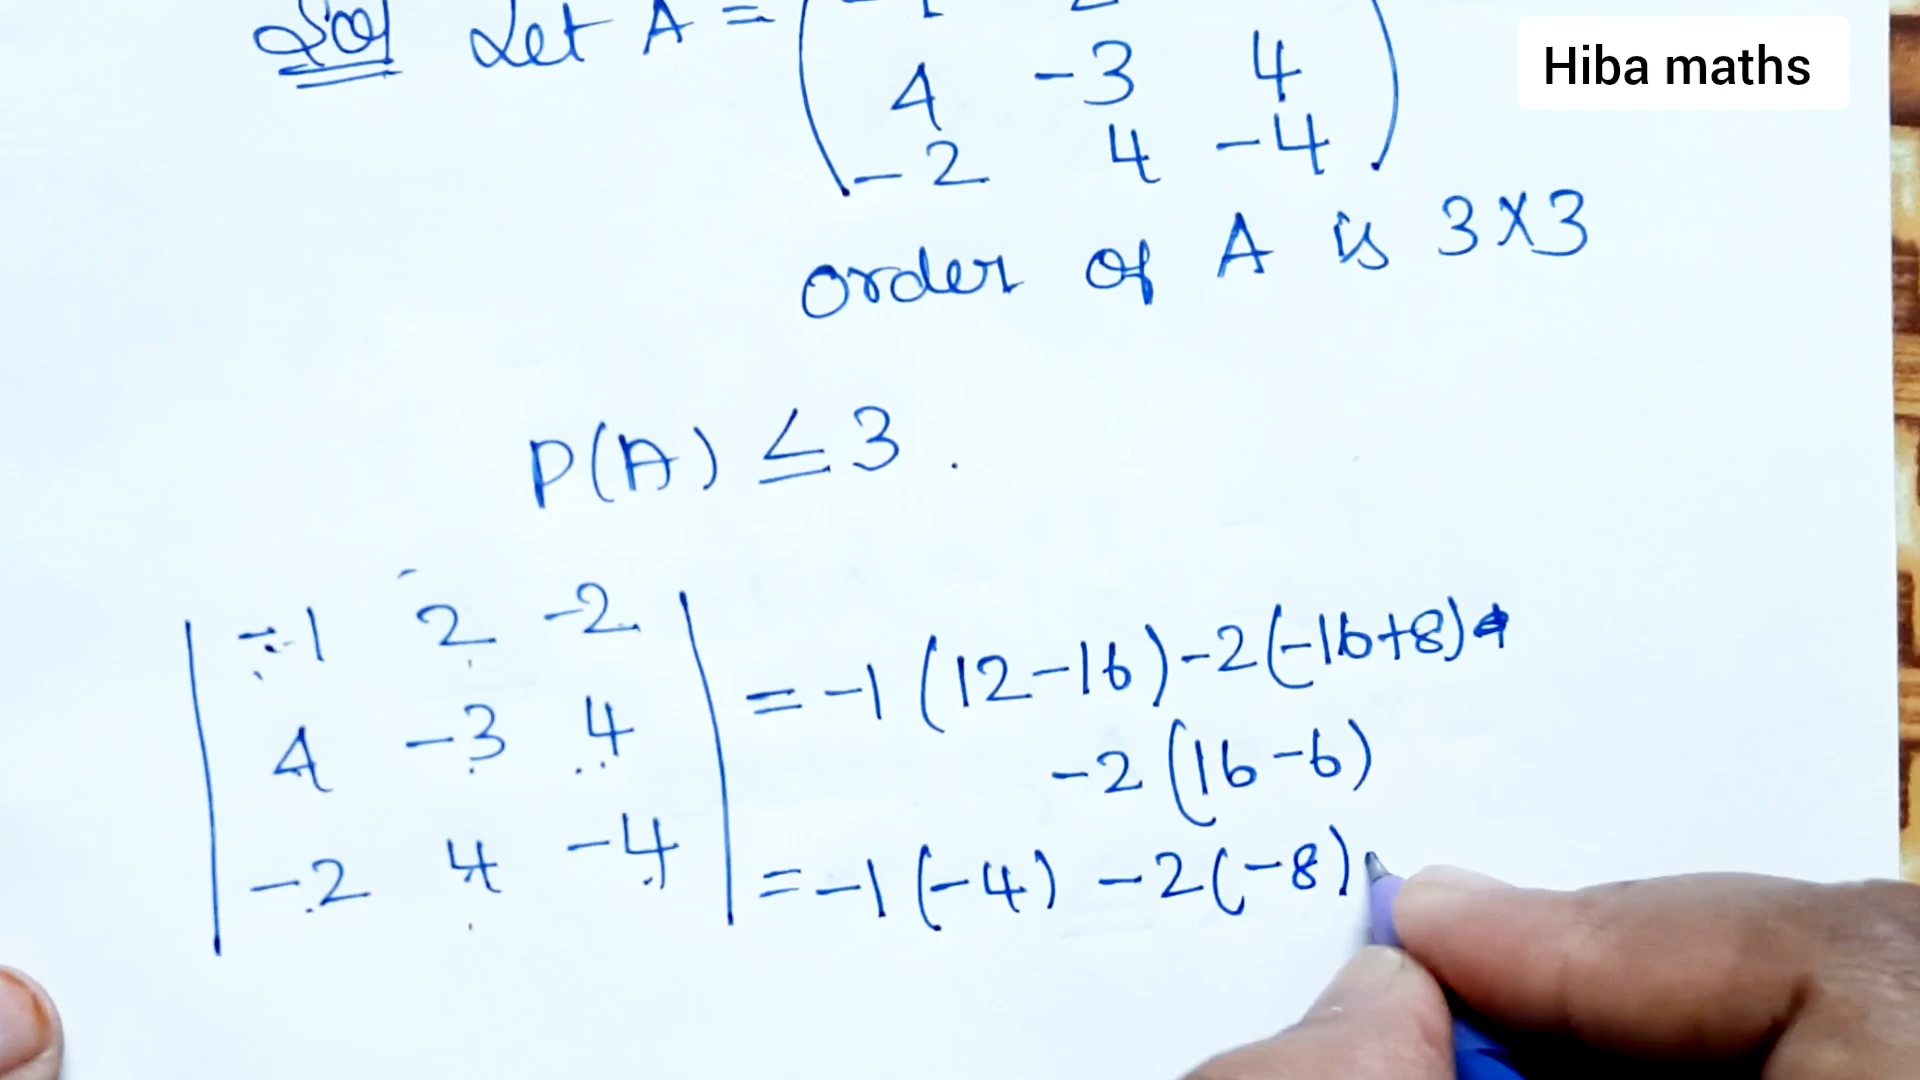 Sol Let A =
4 -3 4
-2 4 -4
Hiba maths
order of A is 3×3
P(A) ≤ 3.
-1 2 -2
4 -3 4
-2 4 -4
= -1 (12-16) -2(-16+8)
-2 (16-6)
= -1(-4) -2(-8)